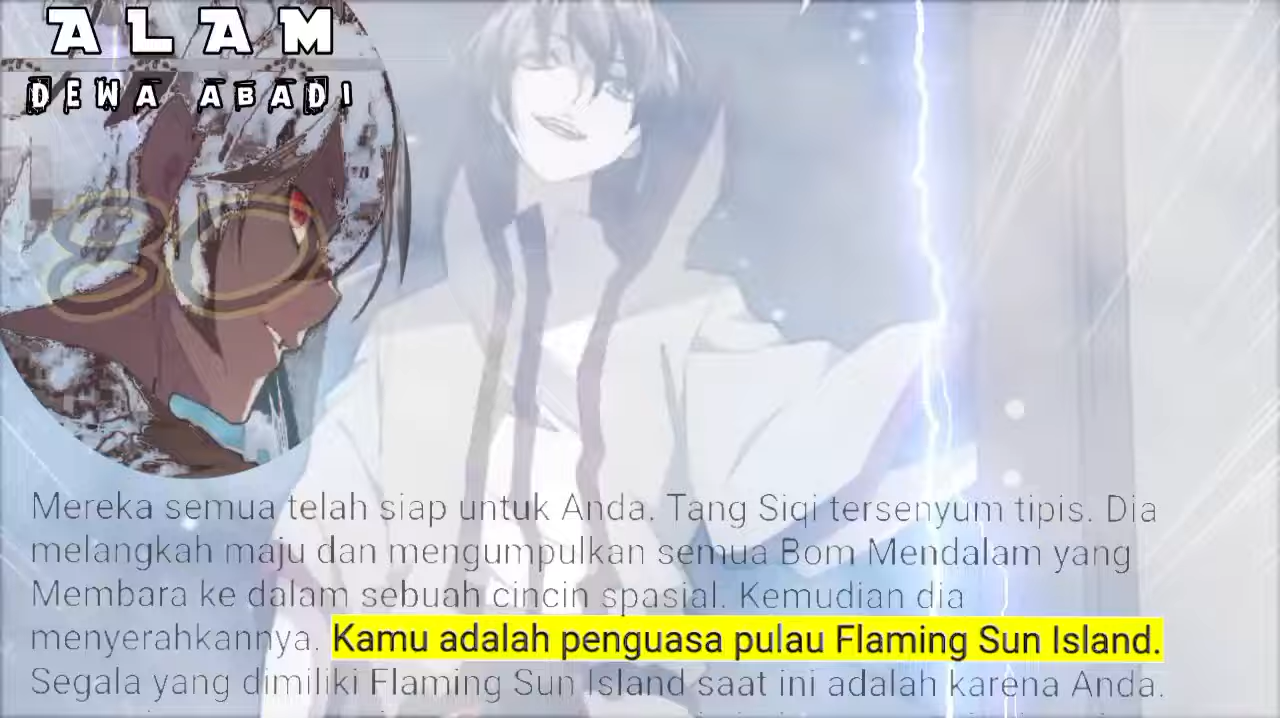 ALAM
DEWA ABADI
80
Mereka semua telah siap untuk Anda. Tang Siqi tersenyum tipis. Dia
melangkah maju dan mengumpulkan semua Bom Mendalam yang
Membara ke dalam sebuah cincin spasial. Kemudian dia
menyerahkannya. Kamu adalah penguasa pulau Flaming Sun Island.
Segala yang dimiliki Flaming Sun Island saat ini adalah karena Anda.